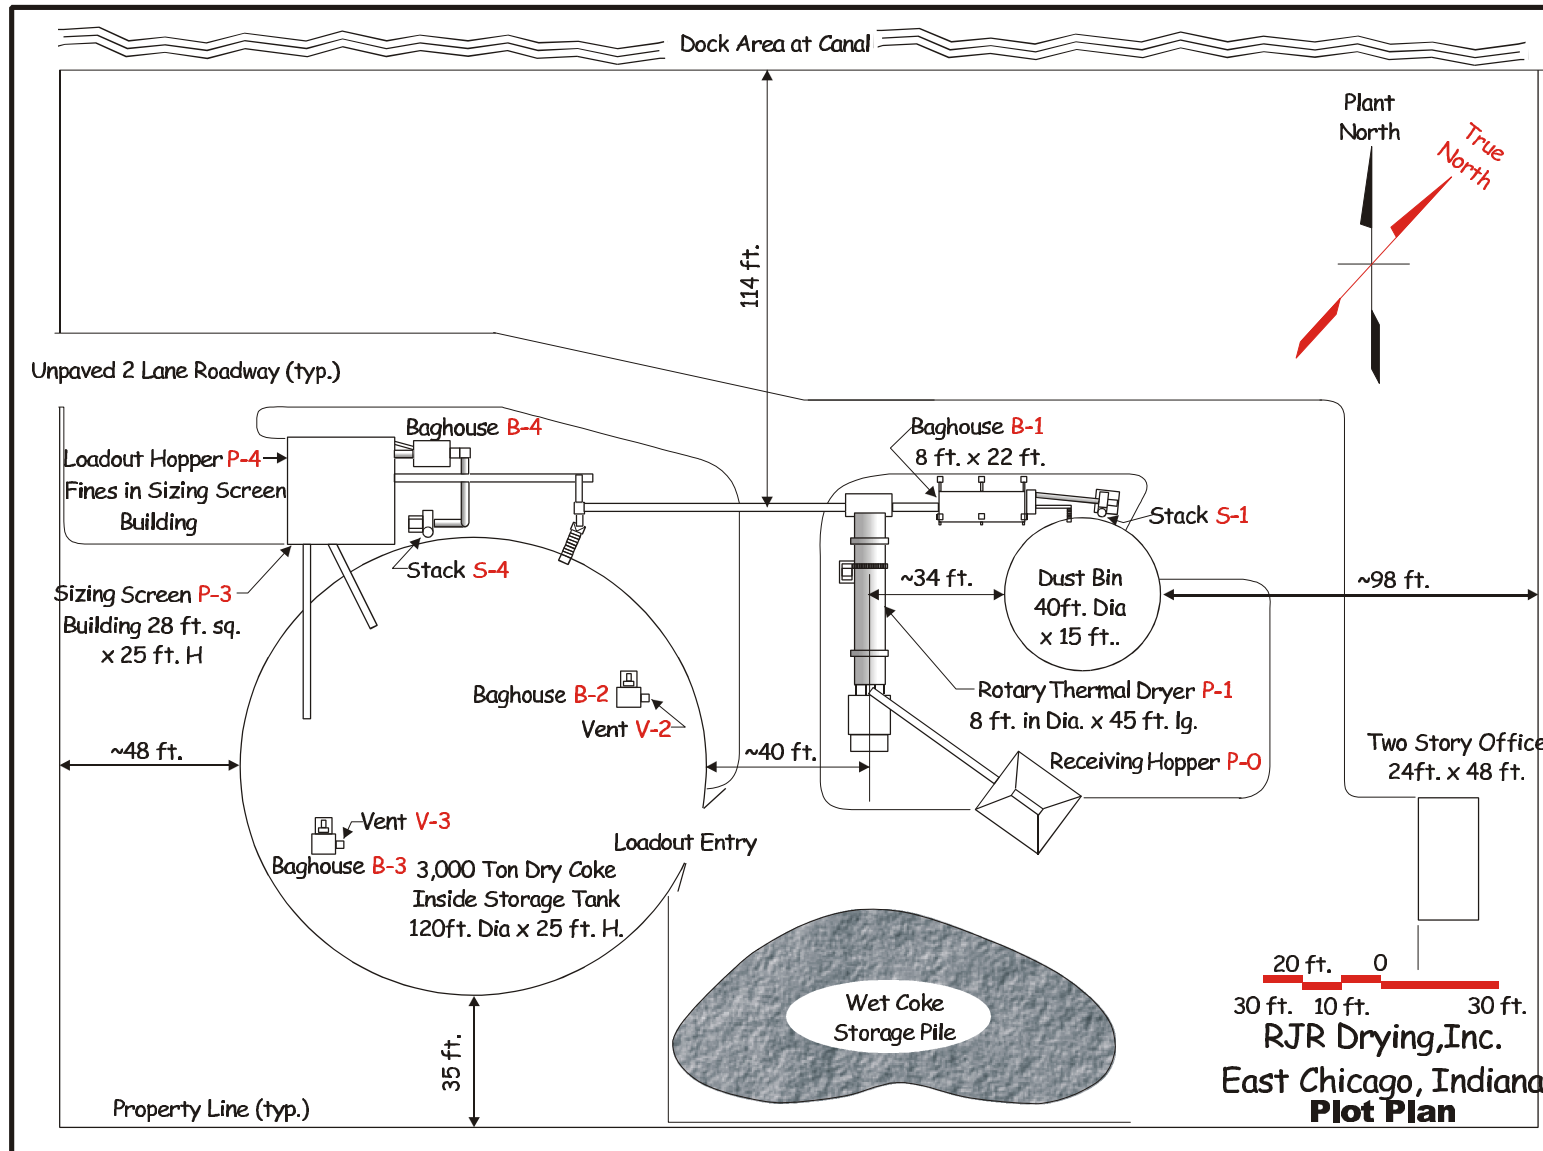 Dock Area at Canal
Plant
North
True
North
114 ft.
Unpaved 2 Lane Roadway (typ.)
Baghouse B-4
Loadout Hopper P-4
Fines in Sizing Screen
Building
Baghouse B-1
8 ft. x 22 ft.
Stack S-1
Stack S-4
Sizing Screen P-3
Building 28 ft. sq.
x 25 ft. H
~34 ft.
Dust Bin
40ft. Dia
x 15 ft..
~98 ft.
Baghouse B-2
Vent V-2
Rotary Thermal Dryer P-1
8 ft. in Dia. x 45 ft. lg.
~48 ft.
~40 ft.
Receiving Hopper P-0
Two Story Office
24ft. x 48 ft.
Vent V-3
Baghouse B-3
Loadout Entry
3,000 Ton Dry Coke
Inside Storage Tank
120ft. Dia x 25 ft. H.
Wet Coke
Storage Pile
35 ft.
20 ft. 0
30 ft. 10 ft. 30 ft.
RJR Drying,Inc.
East Chicago, Indiana
Plot Plan
Property Line (typ.)